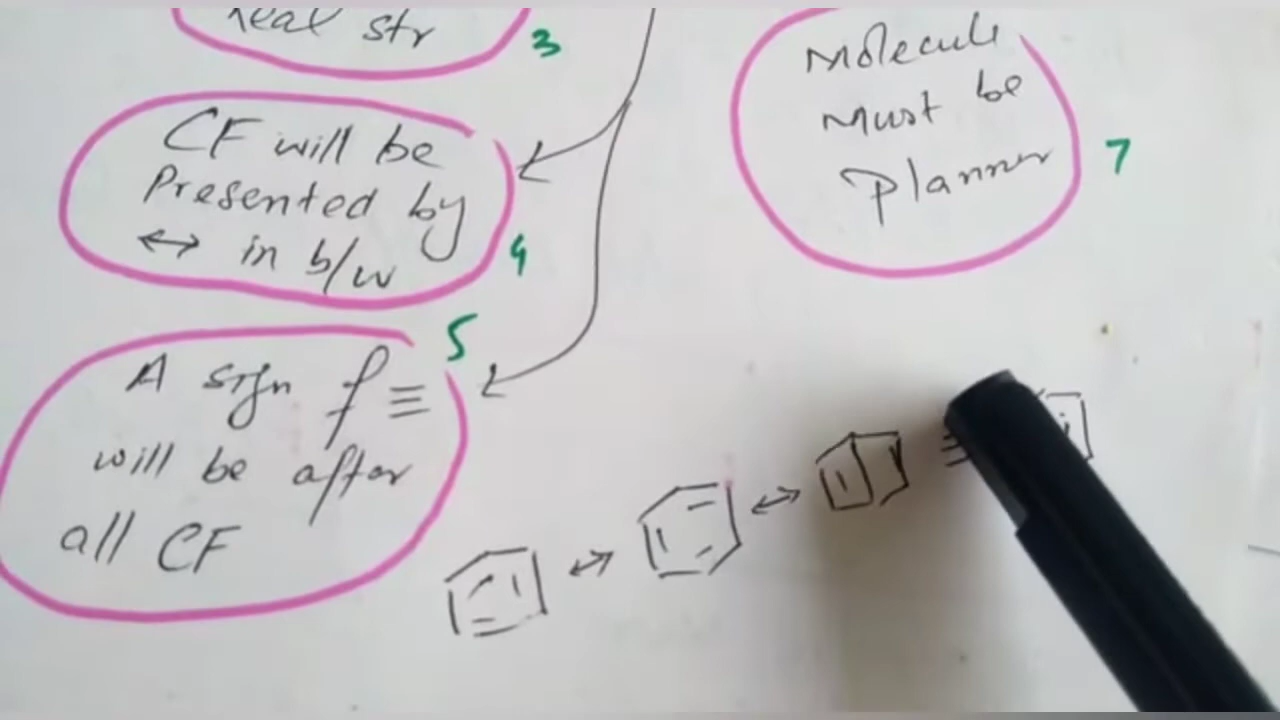 real str
3
CF will be
Presented by
↔ in b/w
4
5
A sign f ≡
will be after
all CF
Molecule
Must be
Planner
7
↔ ↔ ≡